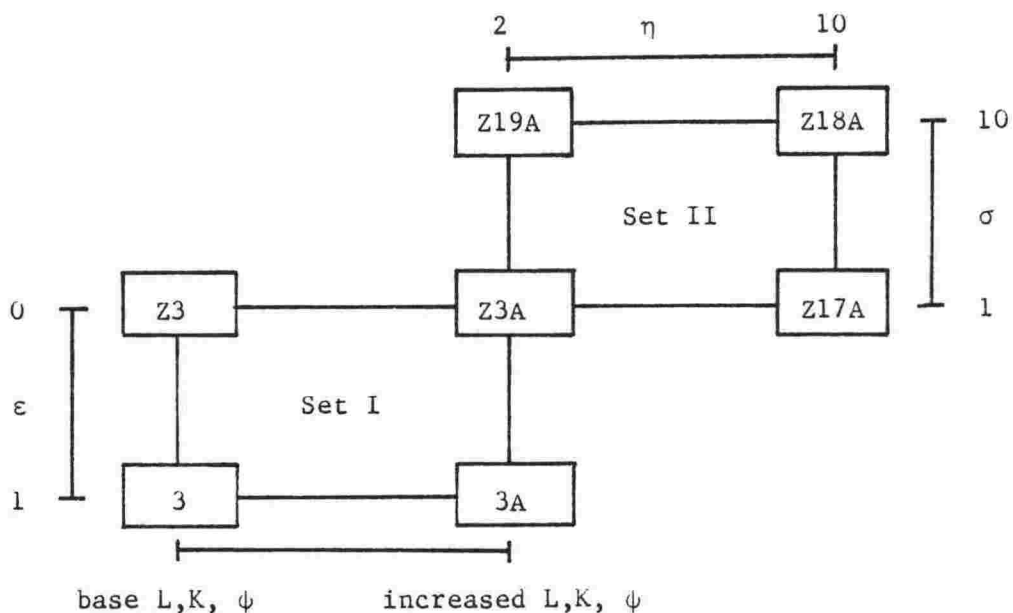 2 η 10
Z19A Z18A 10
Set II σ
0 Z3 Z3A Z17A 1
ε Set I
1 3 3A
base L,K, ψ increased L,K, ψ